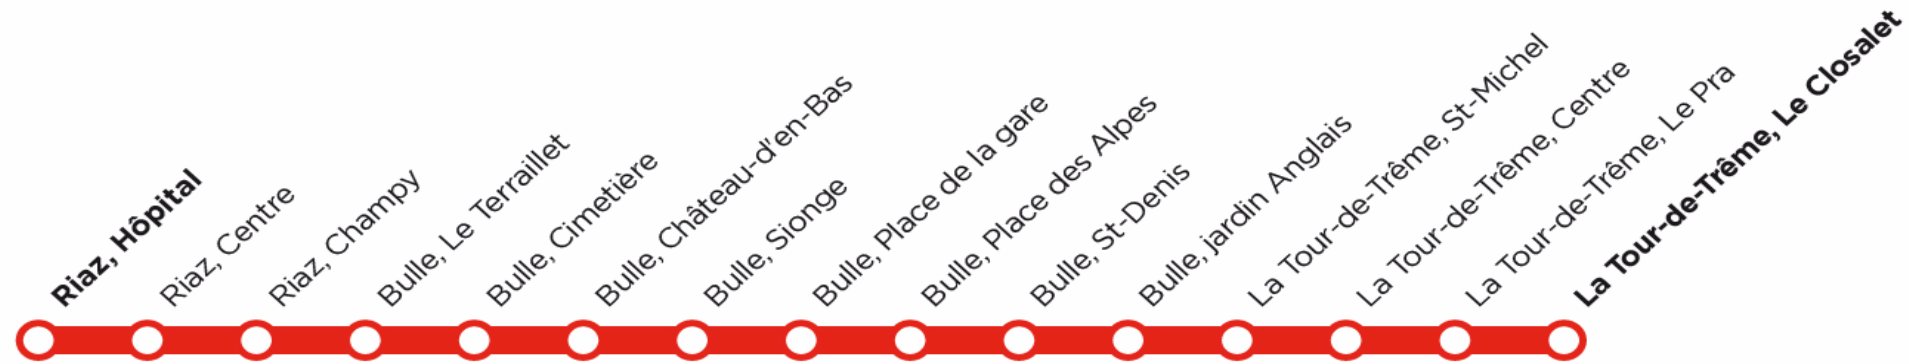 Riaz, Hôpital
Riaz, Centre
Riaz, Champy
Bulle, Le Terraillet
Bulle, Cimetière
Bulle, Château-d'en-Bas
Bulle, Sionge
Bulle, Place de la gare
Bulle, Place des Alpes
Bulle, St-Denis
Bulle, jardin Anglais
La Tour-de-Trême, St-Michel
La Tour-de-Trême, Centre
La Tour-de-Trême, Le Pra
La Tour-de-Trême, Le Closalet